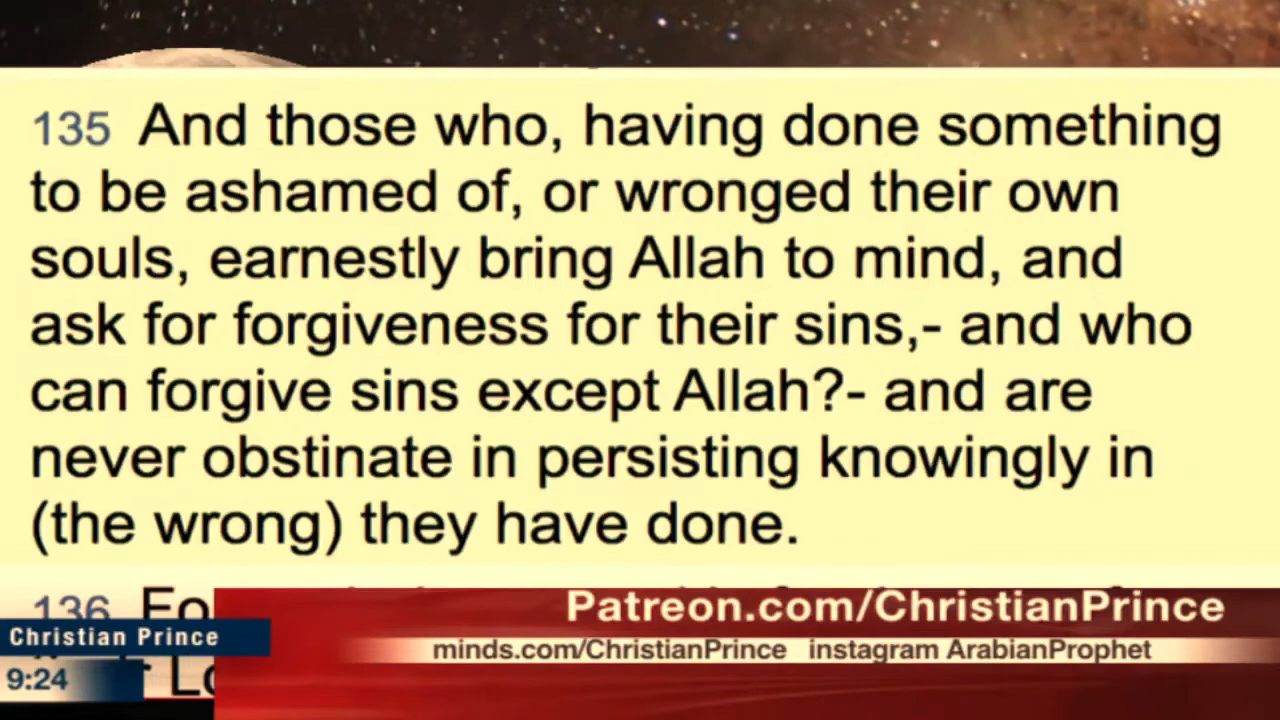 135 And those who, having done something
to be ashamed of, or wronged their own
souls, earnestly bring Allah to mind, and
ask for forgiveness for their sins,- and who
can forgive sins except Allah?- and are
never obstinate in persisting knowingly in
(the wrong) they have done.
136
Patreon.com/ChristianPrince
Christian Prince
minds.com/ChristianPrince instagram ArabianProphet
9:24